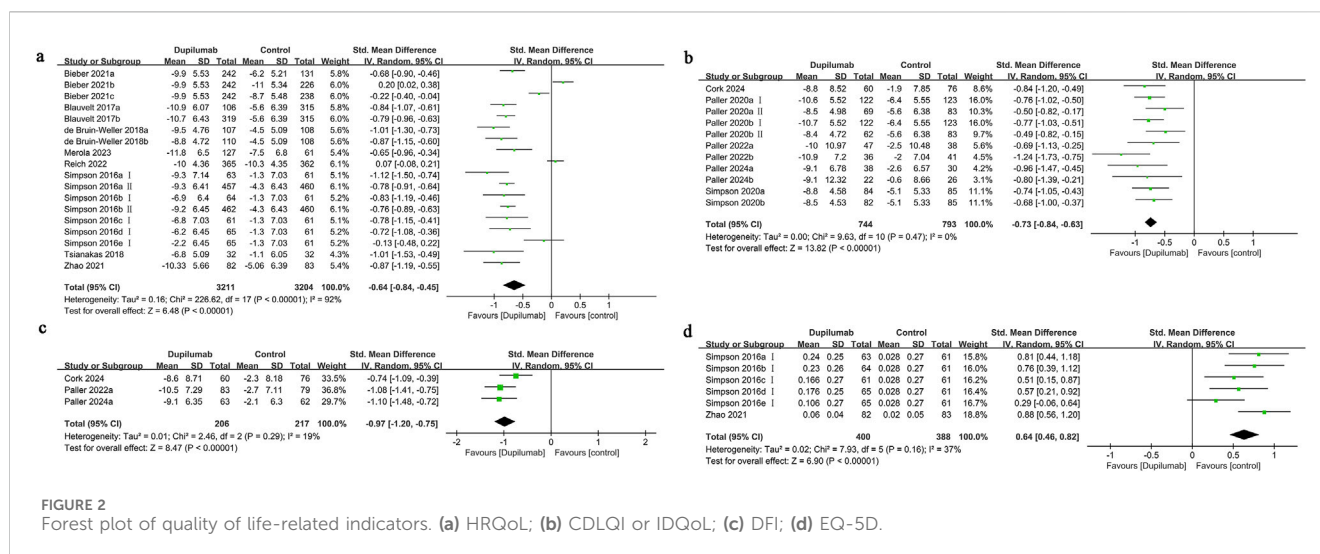 a
Dupilumab Control Std. Mean Difference Std. Mean Difference
Study or Subgroup Mean SD Total Mean SD Total Weight IV, Random, 95% CI IV, Random, 95% CI
Bieber 2021a -9.9 5.53 242 -6.2 5.21 131 5.8% -0.68 [-0.90, -0.46]
Bieber 2021b -9.9 5.53 242 -11 5.34 226 6.0% 0.20 [0.02, 0.38]
Bieber 2021c -9.9 5.53 242 -8.7 5.48 238 6.0% -0.22 [-0.40, -0.04]
Blauvelt 2017a -10.9 6.07 106 -5.6 6.39 315 5.8% -0.84 [-1.07, -0.61]
Blauvelt 2017b -10.7 6.43 319 -5.6 6.39 315 6.1% -0.79 [-0.96, -0.63]
de Bruin-Weller 2018a -9.5 4.76 107 -4.5 5.09 108 5.6% -1.01 [-1.30, -0.73]
de Bruin-Weller 2018b -8.8 4.72 110 -4.5 5.09 108 5.6% -0.87 [-1.15, -0.60]
Merola 2023 -11.8 6.5 127 -7.5 6.8 61 5.5% -0.65 [-0.96, -0.34]
Reich 2022 -10 4.36 365 -10.3 4.35 362 6.1% 0.07 [-0.08, 0.21]
Simpson 2016a Ⅰ -9.3 7.14 63 -1.3 7.03 61 5.1% -1.12 [-1.50, -0.74]
Simpson 2016a Ⅱ -9.3 6.41 457 -4.3 6.43 460 6.1% -0.78 [-0.91, -0.64]
Simpson 2016b Ⅰ -6.9 6.4 64 -1.3 7.03 61 5.2% -0.83 [-1.19, -0.46]
Simpson 2016b Ⅱ -9.2 6.45 462 -4.3 6.43 460 6.1% -0.76 [-0.89, -0.63]
Simpson 2016c Ⅰ -6.8 7.03 61 -1.3 7.03 61 5.2% -0.78 [-1.15, -0.41]
Simpson 2016d Ⅰ -6.2 6.45 65 -1.3 7.03 61 5.2% -0.72 [-1.08, -0.36]
Simpson 2016e Ⅰ -2.2 6.45 65 -1.3 7.03 61 5.3% -0.13 [-0.48, 0.22]
Tsianakas 2018 -6.8 5.09 32 -1.1 6.05 32 4.2% -1.01 [-1.53, -0.49]
Zhao 2021 -10.33 5.66 82 -5.06 6.39 83 5.4% -0.87 [-1.19, -0.55]
Total (95% CI) 3211 3204 100.0% -0.64 [-0.84, -0.45]
Heterogeneity: Tau² = 0.16; Chi² = 226.62, df = 17 (P < 0.00001); I² = 92%
Test for overall effect: Z = 6.48 (P < 0.00001)
-1 -0.5 0 0.5 1
Favours [Dupilumab] Favours [control]
b
Dupilumab Control Std. Mean Difference Std. Mean Difference
Study or Subgroup Mean SD Total Mean SD Total Weight IV, Random, 95% CI IV, Random, 95% CI
Cork 2024 -8.8 8.52 60 -1.9 7.85 76 8.6% -0.84 [-1.20, -0.49]
Paller 2020a Ⅰ -10.6 5.52 122 -6.4 5.55 123 15.7% -0.76 [-1.02, -0.50]
Paller 2020a Ⅱ -8.5 4.98 69 -5.6 6.38 83 10.1% -0.50 [-0.82, -0.17]
Paller 2020b Ⅰ -10.7 5.52 122 -6.4 5.55 123 15.6% -0.77 [-1.03, -0.51]
Paller 2020b Ⅱ -8.4 4.72 62 -5.6 6.38 83 9.6% -0.49 [-0.82, -0.15]
Paller 2022a -10 10.97 47 -2.5 10.48 38 5.5% -0.69 [-1.13, -0.25]
Paller 2022b -10.9 7.2 36 -2 7.04 41 4.4% -1.24 [-1.73, -0.75]
Paller 2024a -9.1 6.78 38 -2.6 6.57 30 4.2% -0.96 [-1.47, -0.45]
Paller 2024b -9.1 12.32 22 -0.6 8.66 26 3.1% -0.80 [-1.39, -0.21]
Simpson 2020a -8.8 4.58 84 -5.1 5.33 85 11.1% -0.74 [-1.05, -0.43]
Simpson 2020b -8.5 4.53 82 -5.1 5.33 85 11.0% -0.68 [-1.00, -0.37]
Total (95% CI) 744 793 100.0% -0.73 [-0.84, -0.63]
Heterogeneity: Tau² = 0.00; Chi² = 9.63, df = 10 (P = 0.47); I² = 0%
Test for overall effect: Z = 13.82 (P < 0.00001)
-2 -1 0 1 2
Favours [Dupilumab] Favours [control]
c
Dupilumab Control Std. Mean Difference Std. Mean Difference
Study or Subgroup Mean SD Total Mean SD Total Weight IV, Random, 95% CI IV, Random, 95% CI
Cork 2024 -8.6 8.71 60 -2.3 8.18 76 33.5% -0.74 [-1.09, -0.39]
Paller 2022a -10.5 7.29 83 -2.7 7.11 79 36.8% -1.08 [-1.41, -0.75]
Paller 2024a -9.1 6.35 63 -2.1 6.3 62 29.7% -1.10 [-1.48, -0.72]
Total (95% CI) 206 217 100.0% -0.97 [-1.20, -0.75]
Heterogeneity: Tau² = 0.01; Chi² = 2.46, df = 2 (P = 0.29); I² = 19%
Test for overall effect: Z = 8.47 (P < 0.00001)
-2 -1 0 1 2
Favours [Dupilumab] Favours [control]
d
Dupilumab Control Std. Mean Difference Std. Mean Difference
Study or Subgroup Mean SD Total Mean SD Total Weight IV, Random, 95% CI IV, Random, 95% CI
Simpson 2016a Ⅰ 0.24 0.25 63 0.028 0.27 61 15.8% 0.81 [0.44, 1.18]
Simpson 2016b Ⅰ 0.23 0.26 64 0.028 0.27 61 16.0% 0.76 [0.39, 1.12]
Simpson 2016c Ⅰ 0.166 0.27 61 0.028 0.27 61 16.1% 0.51 [0.15, 0.87]
Simpson 2016d Ⅰ 0.176 0.25 65 0.028 0.27 61 16.4% 0.57 [0.21, 0.92]
Simpson 2016e Ⅰ 0.106 0.27 65 0.028 0.27 61 16.9% 0.29 [-0.06, 0.64]
Zhao 2021 0.06 0.04 82 0.02 0.05 83 18.8% 0.88 [0.56, 1.20]
Total (95% CI) 400 388 100.0% 0.64 [0.46, 0.82]
Heterogeneity: Tau² = 0.02; Chi² = 7.93, df = 5 (P = 0.16); I² = 37%
Test for overall effect: Z = 6.90 (P < 0.00001)
-1 -0.5 0 0.5 1
Favours [Dupilumab] Favours [control]
FIGURE 2
Forest plot of quality of life-related indicators. (a) HRQoL; (b) CDLQI or IDQoL; (c) DFI; (d) EQ-5D.